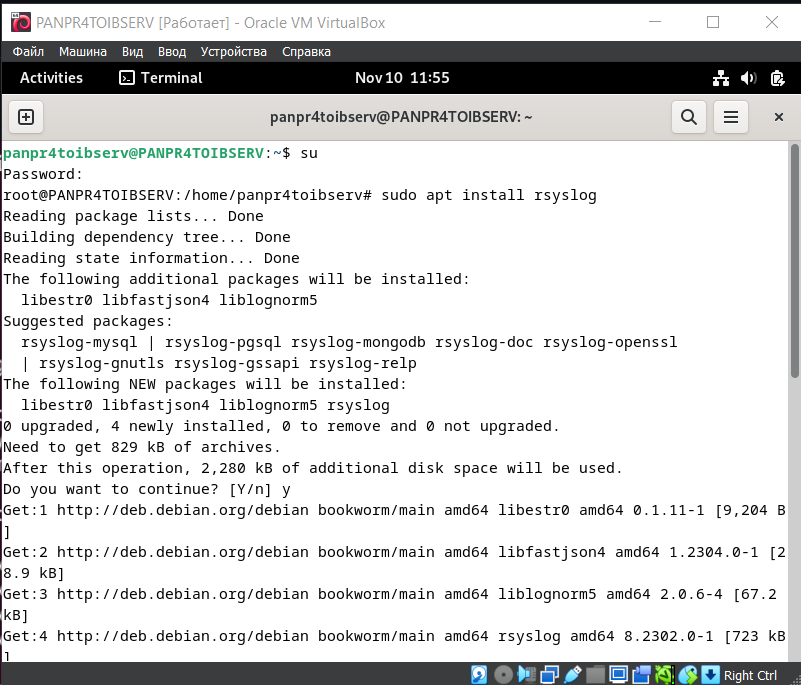 PANPR4TOIBSERV [Работает] - Oracle VM VirtualBox
Файл Машина Вид Ввод Устройства Справка
Activities Terminal Nov 10 11:55
panpr4toibserv@PANPR4TOIBSERV: ~
panpr4toibserv@PANPR4TOIBSERV:~$ su
Password:
root@PANPR4TOIBSERV:/home/panpr4toibserv# sudo apt install rsyslog
Reading package lists... Done
Building dependency tree... Done
Reading state information... Done
The following additional packages will be installed:
  libestr0 libfastjson4 liblognorm5
Suggested packages:
  rsyslog-mysql | rsyslog-pgsql rsyslog-mongodb rsyslog-doc rsyslog-openssl
  | rsyslog-gnutls rsyslog-gssapi rsyslog-relp
The following NEW packages will be installed:
  libestr0 libfastjson4 liblognorm5 rsyslog
0 upgraded, 4 newly installed, 0 to remove and 0 not upgraded.
Need to get 829 kB of archives.
After this operation, 2,280 kB of additional disk space will be used.
Do you want to continue? [Y/n] y
Get:1 http://deb.debian.org/debian bookworm/main amd64 libestr0 amd64 0.1.11-1 [9,204 B
]
Get:2 http://deb.debian.org/debian bookworm/main amd64 libfastjson4 amd64 1.2304.0-1 [2
8.9 kB]
Get:3 http://deb.debian.org/debian bookworm/main amd64 liblognorm5 amd64 2.0.6-4 [67.2
kB]
Get:4 http://deb.debian.org/debian bookworm/main amd64 rsyslog amd64 8.2302.0-1 [723 kB
]
Right Ctrl